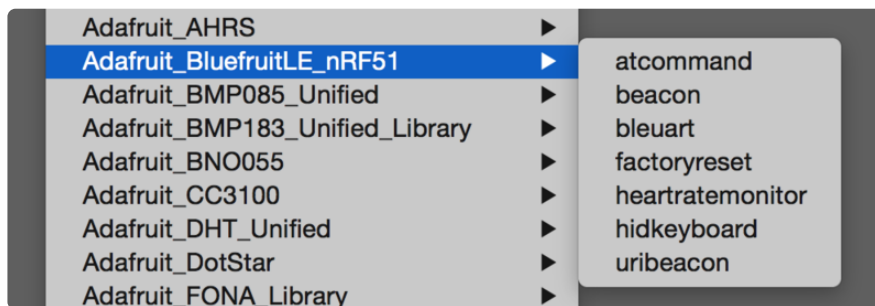 Adafruit_AHRS
Adafruit_BluefruitLE_nRF51
Adafruit_BMP085_Unified
Adafruit_BMP183_Unified_Library
Adafruit_BNO055
Adafruit_CC3100
Adafruit_DHT_Unified
Adafruit_DotStar
Adafruit_FONA_Library
atcommand
beacon
bleuart
factoryreset
heartratemonitor
hidkeyboard
uribeacon